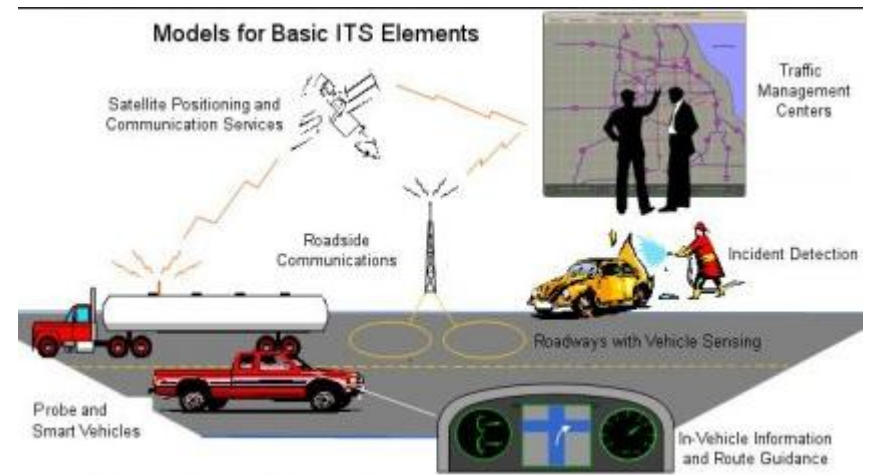 Models for Basic ITS Elements
Satellite Positioning and
Communication Services
Traffic
Management
Centers
Roadside
Communications
Incident Detection
Roadways with Vehicle Sensing
Probe and
Smart Vehicles
In-Vehicle Information
and Route Guidance